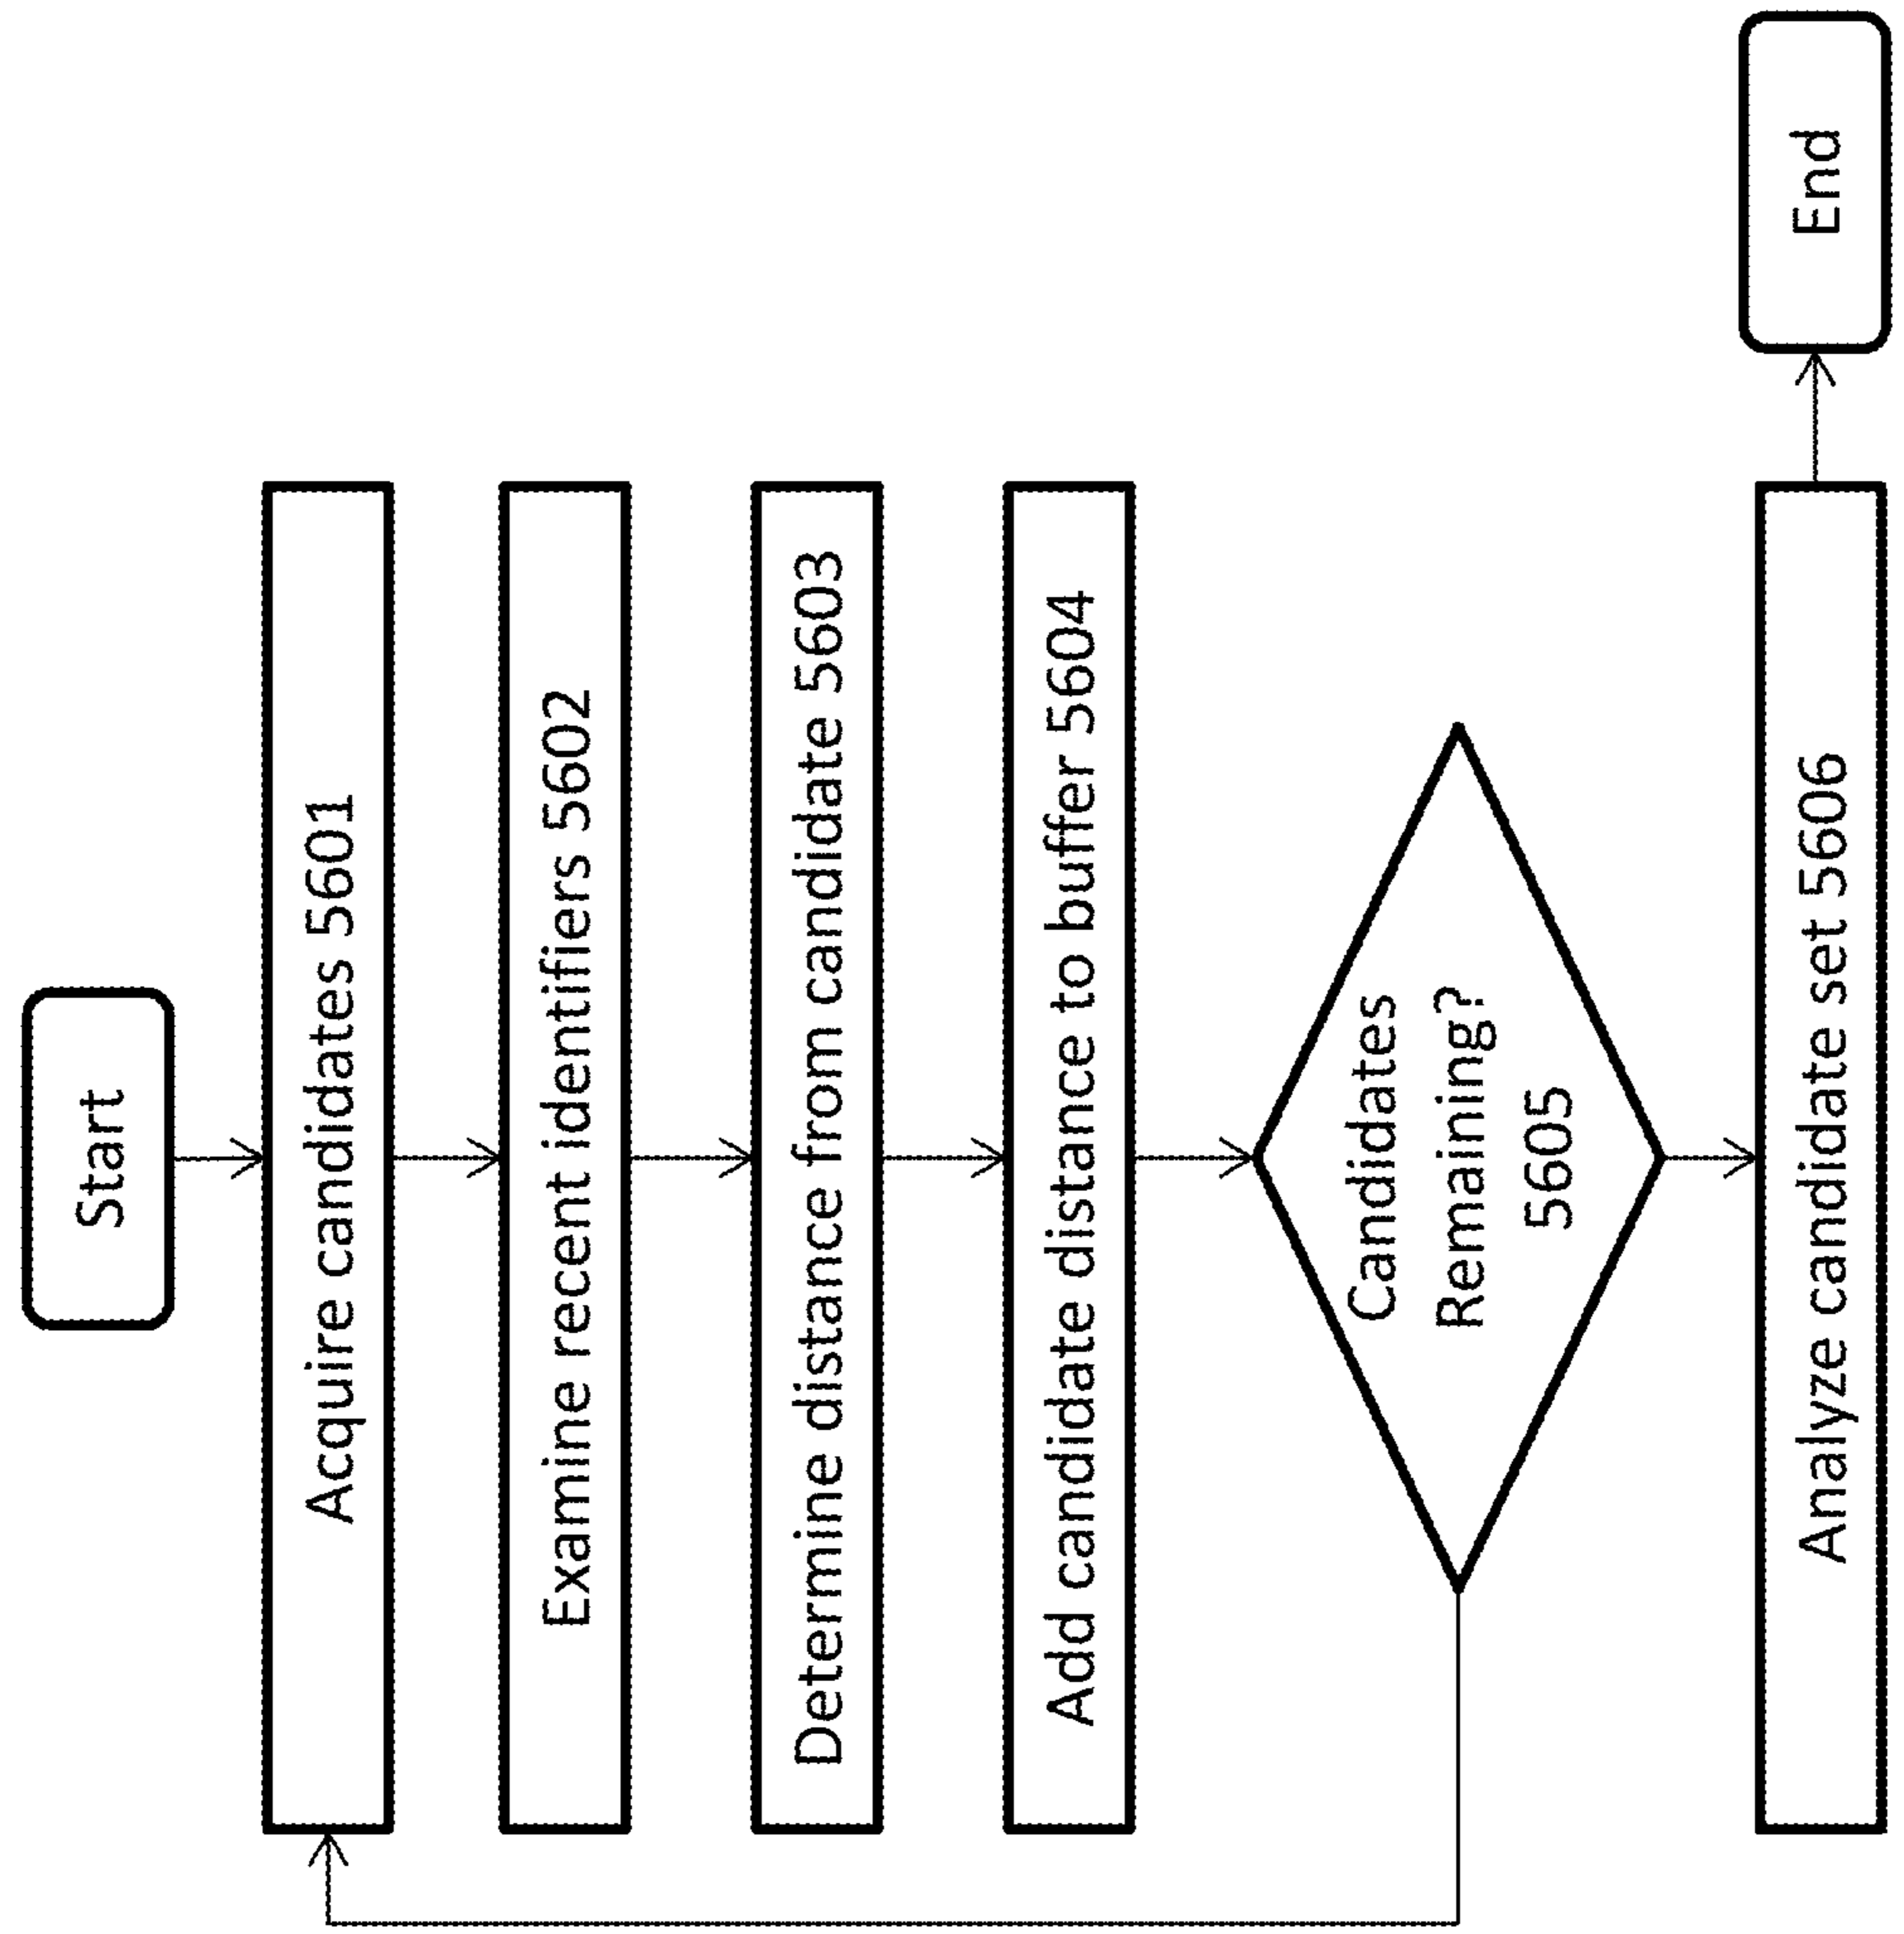 Start
Acquire candidates 5601
Examine recent identifiers 5602
Determine distance from candidate 5603
Add candidate distance to buffer 5604
Candidates
Remaining?
5605
Analyze candidate set 5606
End